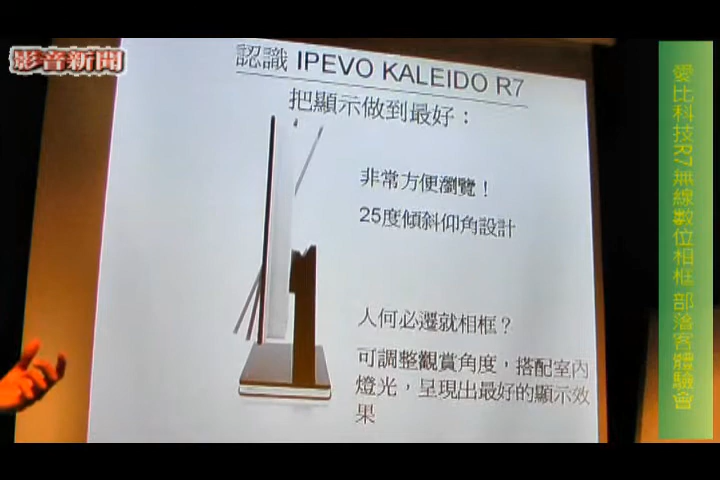 影音新聞
認識 IPEVO KALEIDO R7
把顯示做到最好：
非常方便瀏覽！
25度傾斜仰角設計
人何必遷就相框？
可調整觀賞角度，搭配室內
燈光，呈現出最好的顯示效
果
愛比科技R7無線數位相框 部落客體驗會